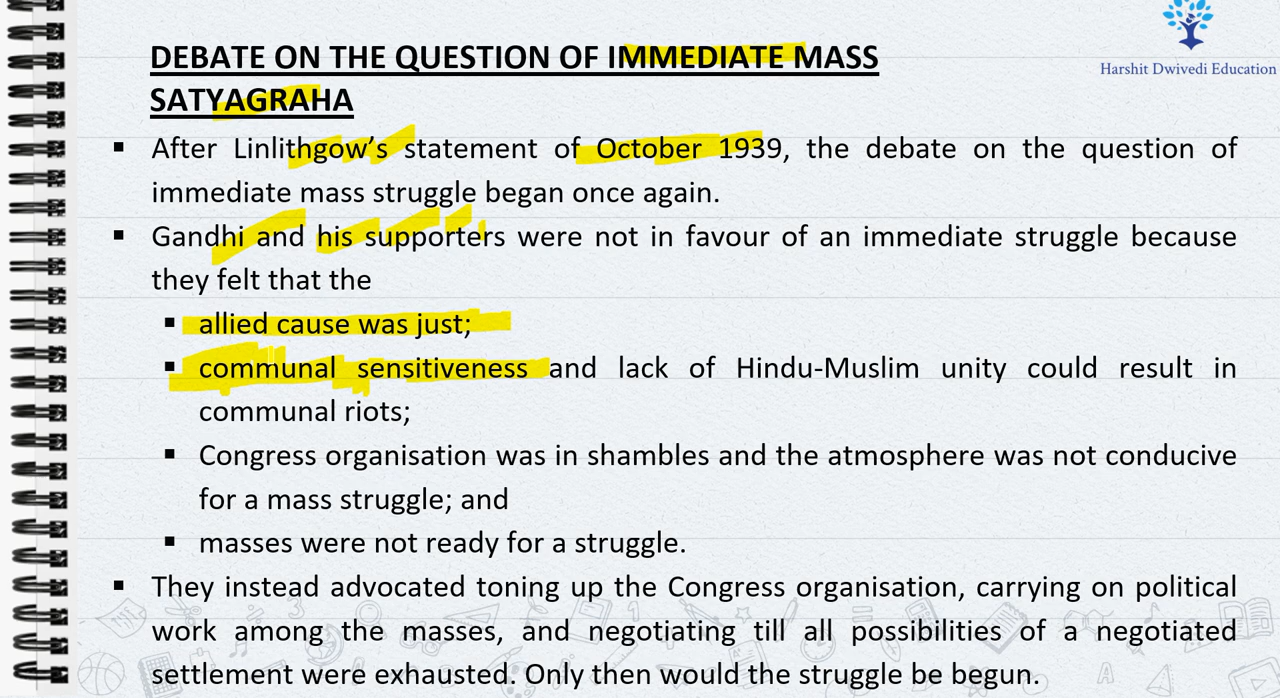 Harshit Dwivedi Education
DEBATE ON THE QUESTION OF IMMEDIATE MASS
SATYAGRAHA
▪ After Linlithgow's statement of October 1939, the debate on the question of
immediate mass struggle began once again.
▪ Gandhi and his supporters were not in favour of an immediate struggle because
they felt that the
▪ allied cause was just;
▪ communal sensitiveness and lack of Hindu-Muslim unity could result in
communal riots;
▪ Congress organisation was in shambles and the atmosphere was not conducive
for a mass struggle; and
▪ masses were not ready for a struggle.
▪ They instead advocated toning up the Congress organisation, carrying on political
work among the masses, and negotiating till all possibilities of a negotiated
settlement were exhausted. Only then would the struggle be begun.